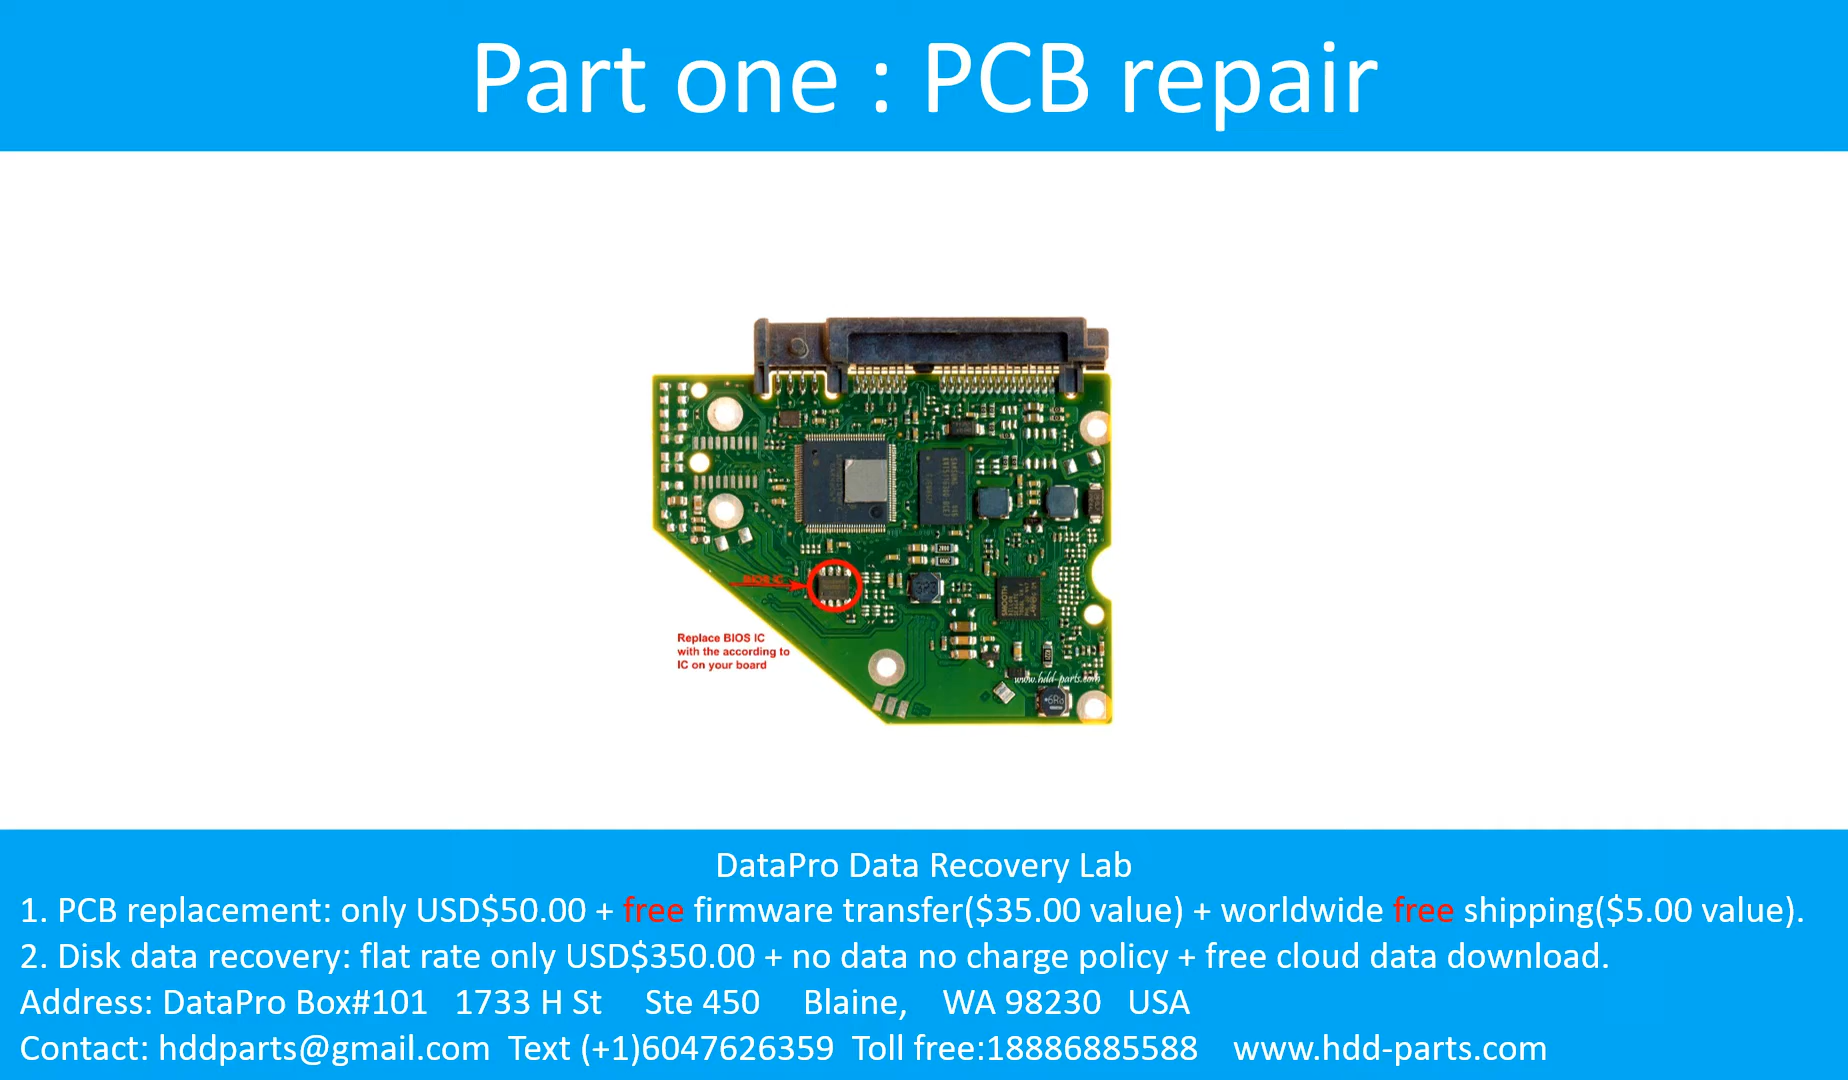 Part one : PCB repair
BIOS IC
Replace BIOS IC
with the according to
IC on your board
SAMSUNG
www.hdd-parts.com
DataPro Data Recovery Lab
1. PCB replacement: only USD$50.00 + free firmware transfer($35.00 value) + worldwide free shipping($5.00 value).
2. Disk data recovery: flat rate only USD$350.00 + no data no charge policy + free cloud data download.
Address: DataPro Box#101 1733 H St Ste 450 Blaine, WA 98230 USA
Contact: hddparts@gmail.com Text (+1)6047626359 Toll free:18886885588 www.hdd-parts.com